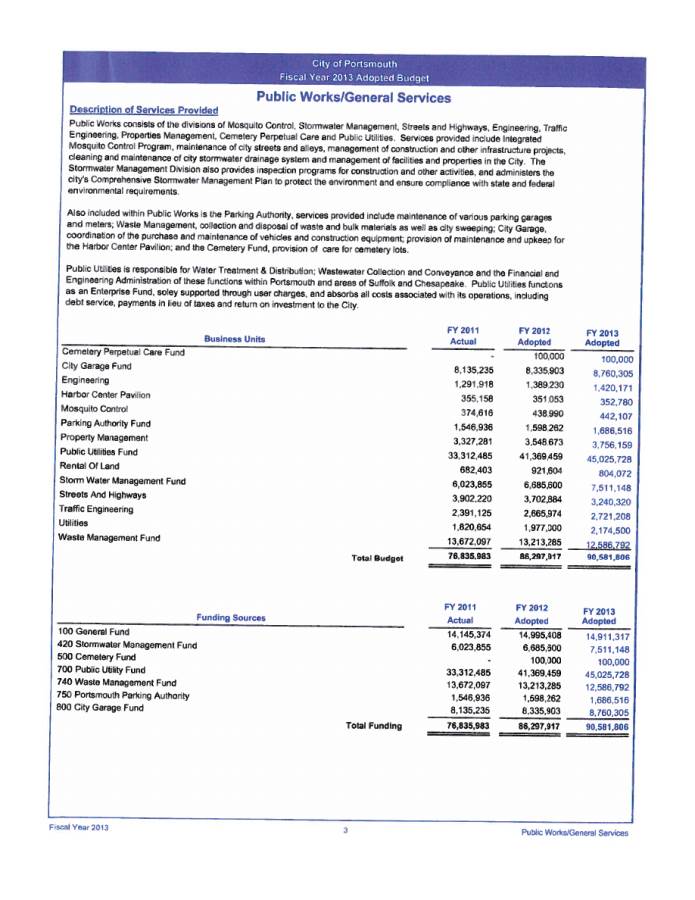 City of Portsmouth
Fiscal Year 2013 Adopted Budget
Public Works/General Services
Description of Services Provided
Public Works consists of the divisions of Mosquito Control, Stormwater Management, Streets and Highways, Engineering, Traffic
Engineering, Properties Management, Cemetery Perpetual Care and Public Utilities. Services provided include Integrated
Mosquito Control Program, maintenance of city streets and alleys, management of construction and other infrastructure projects,
cleaning and maintenance of city stormwater drainage system and management of facilities and properties in the City. The
Stormwater Management Division also provides inspection programs for construction and other activities, and administers the
city's Comprehensive Stormwater Management Plan to protect the environment and ensure compliance with state and federal
environmental requirements.
Also included within Public Works is the Parking Authority, services provided include maintenance of various parking garages
and meters; Waste Management, collection and disposal of waste and bulk materials as well as city sweeping; City Garage,
coordination of the purchase and maintenance of vehicles and construction equipment; provision of maintenance and upkeep for
the Harbor Center Pavilion; and the Cemetery Fund, provision of care for cemetery lots.
Public Utilities is responsible for Water Treatment & Distribution; Wastewater Collection and Conveyance and the Financial and
Engineering Administration of these functions within Portsmouth and areas of Suffolk and Chesapeake. Public Utilities functions
as an Enterprise Fund, soley supported through user charges, and absorbs all costs associated with its operations, including
debt service, payments in lieu of taxes and return on investment to the City.
Business Units FY 2011 Actual FY 2012 Adopted FY 2013 Adopted
Cemetery Perpetual Care Fund - 100,000 100,000
City Garage Fund 8,135,235 8,335,903 8,760,305
Engineering 1,291,918 1,389,230 1,420,171
Harbor Center Pavilion 355,158 351,053 352,780
Mosquito Control 374,616 438,990 442,107
Parking Authority Fund 1,546,936 1,598,262 1,686,516
Property Management 3,327,281 3,548,673 3,756,159
Public Utilities Fund 33,312,485 41,369,459 45,025,728
Rental Of Land 682,403 921,604 804,072
Storm Water Management Fund 6,023,855 6,685,600 7,511,148
Streets And Highways 3,902,220 3,702,884 3,240,320
Traffic Engineering 2,391,125 2,665,974 2,721,208
Utilities 1,820,654 1,977,000 2,174,500
Waste Management Fund 13,672,097 13,213,285 12,586,792
Total Budget 76,835,983 86,297,917 90,581,806
Funding Sources FY 2011 Actual FY 2012 Adopted FY 2013 Adopted
100 General Fund 14,145,374 14,995,408 14,911,317
420 Stormwater Management Fund 6,023,855 6,685,600 7,511,148
500 Cemetery Fund - 100,000 100,000
700 Public Utility Fund 33,312,485 41,369,459 45,025,728
740 Waste Management Fund 13,672,097 13,213,285 12,586,792
750 Portsmouth Parking Authority 1,546,936 1,598,262 1,686,516
800 City Garage Fund 8,135,235 8,335,903 8,760,305
Total Funding 76,835,983 86,297,917 90,581,806
Fiscal Year 2013 3 Public Works/General Services